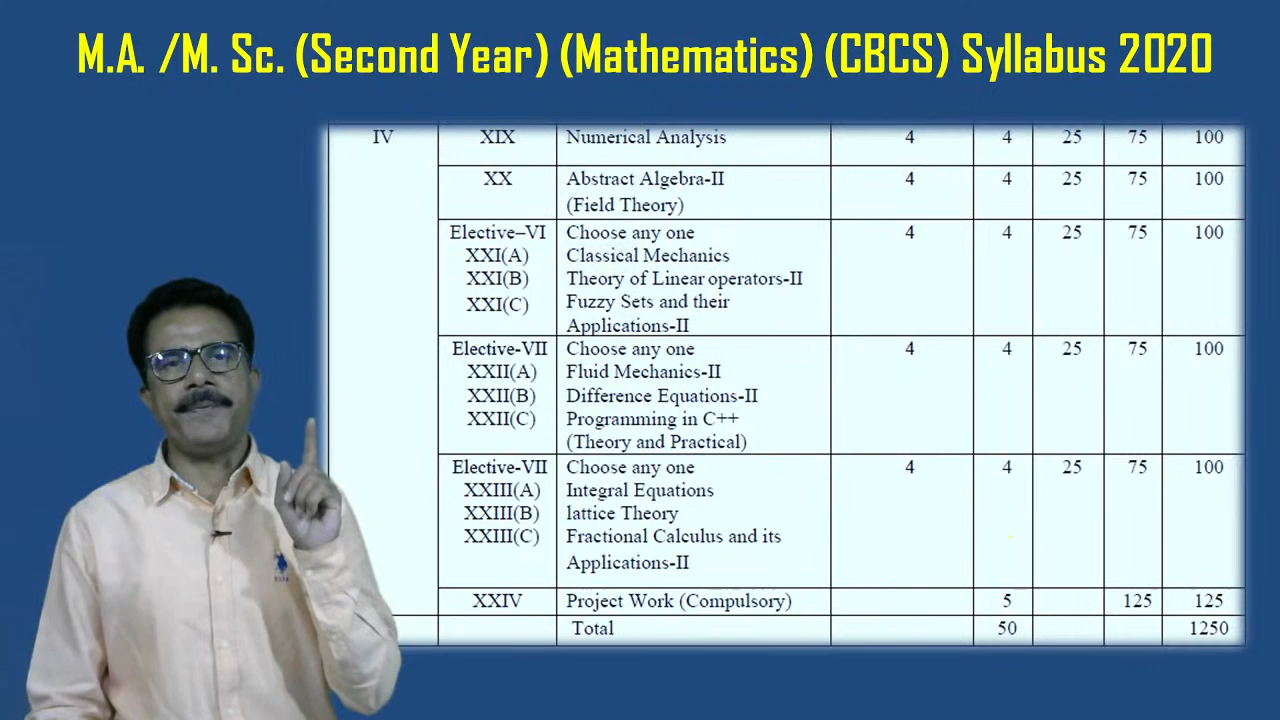 M.A. /M. Sc. (Second Year) (Mathematics) (CBCS) Syllabus 2020
IV XIX Numerical Analysis 4 4 25 75 100
XX Abstract Algebra-II 4 4 25 75 100
(Field Theory)
Elective–VI Choose any one 4 4 25 75 100
XXI(A) Classical Mechanics
XXI(B) Theory of Linear operators-II
XXI(C) Fuzzy Sets and their
Applications-II
Elective-VII Choose any one 4 4 25 75 100
XXII(A) Fluid Mechanics-II
XXII(B) Difference Equations-II
XXII(C) Programming in C++
(Theory and Practical)
Elective-VII Choose any one 4 4 25 75 100
XXIII(A) Integral Equations
XXIII(B) lattice Theory
XXIII(C) Fractional Calculus and its
Applications-II
XXIV Project Work (Compulsory) 5 125 125
Total 50 1250